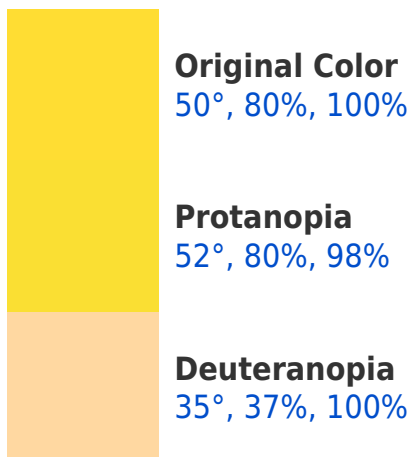 Original Color
50°, 80%, 100%
Protanopia
52°, 80%, 98%
Deuteranopia
35°, 37%, 100%